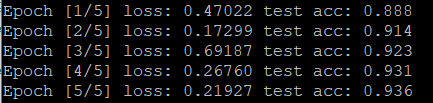 Epoch [1/5] loss: 0.47022 test acc: 0.888
Epoch [2/5] loss: 0.17299 test acc: 0.914
Epoch [3/5] loss: 0.69187 test acc: 0.923
Epoch [4/5] loss: 0.26760 test acc: 0.931
Epoch [5/5] loss: 0.21927 test acc: 0.936